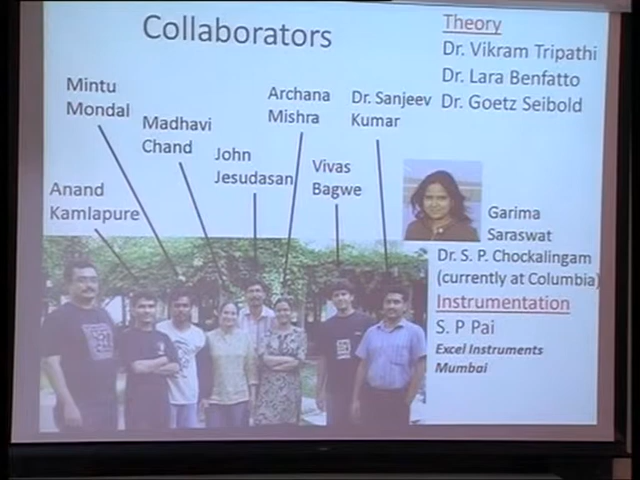 Collaborators
Theory
Dr. Vikram Tripathi
Dr. Lara Benfatto
Dr. Goetz Seibold
Mintu
Mondal
Madhavi
Chand
Archana
Mishra
Dr. Sanjeev
Kumar
John
Jesudasan
Vivas
Bagwe
Anand
Kamlapure
Garima
Saraswat
Dr. S. P. Chockalingam
(currently at Columbia)
Instrumentation
S. P Pai
Excel Instruments
Mumbai